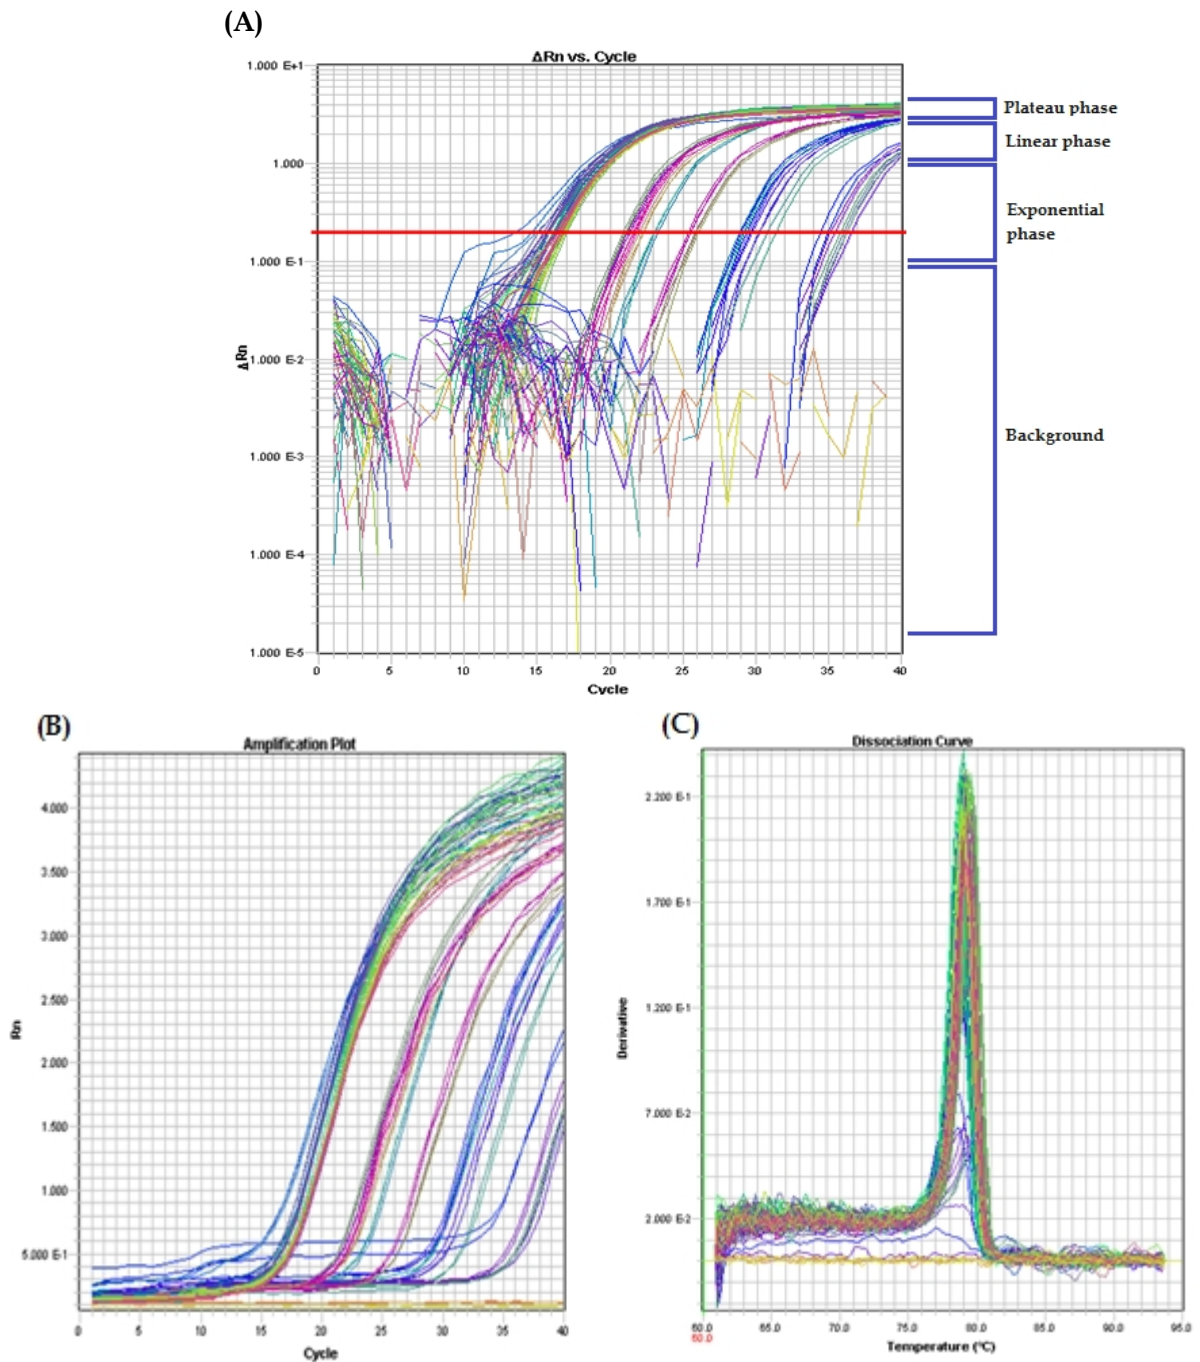 (A)
ΔRn vs. Cycle
1.000 E+1
1.000
1.000 E-1
1.000 E-2
1.000 E-3
1.000 E-4
1.000 E-5
ΔRn
0 5 10 15 20 25 30 35 40
Cycle
Plateau phase
Linear phase
Exponential
phase
Background
(B)
Amplification Plot
4.000
3.500
3.000
2.500
2.000
1.500
1.000
5.000 E-1
Rn
0 5 10 15 20 25 30 35 40
Cycle
(C)
Dissociation Curve
2.200 E-1
1.700 E-1
1.200 E-1
7.000 E-2
2.000 E-2
Derivative
60.0 65.0 70.0 75.0 80.0 85.0 90.0 95.0
60.0
Temperature (°C)